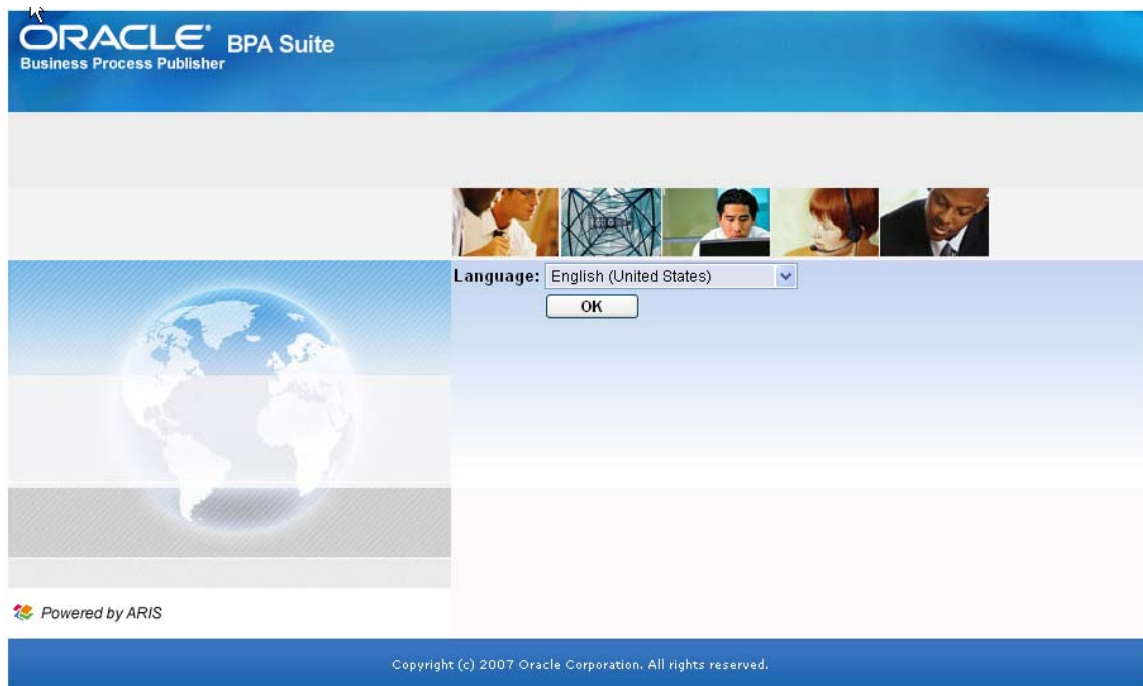 ORACLE® BPA Suite
Business Process Publisher
Language: English (United States)
OK
Powered by ARIS
Copyright (c) 2007 Oracle Corporation. All rights reserved.